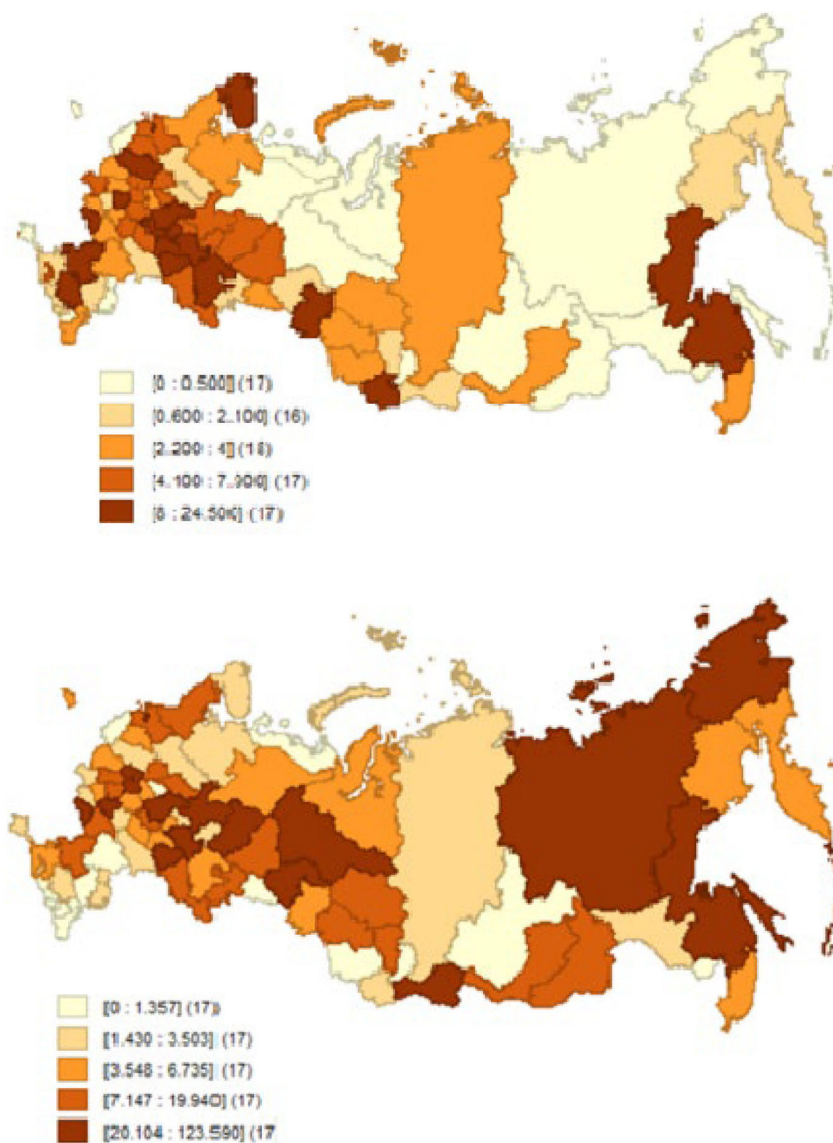 [0 : 0.500] (17)
[0.600 : 2.100] (16)
[2.200 : 4] (18)
[4.100 : 7.900] (17)
[8 : 24.500] (17)
[[0 : 1.357] (17)
[[1.430 : 3.503] (17)
[[3.548 : 6.735] (17)
[[7.147 : 19.940] (17)
[[20.104 : 123.590] (17